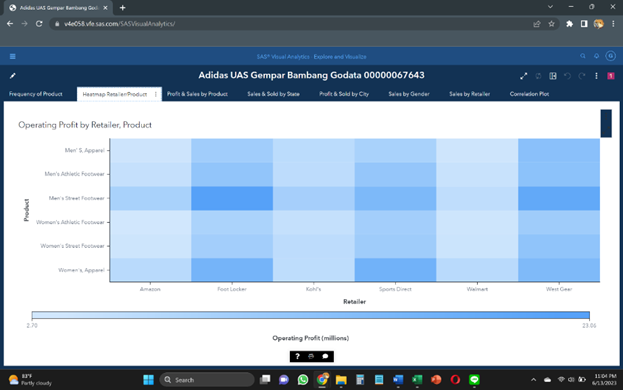 Adidas UAS Gempar Bambang God
v4e058.vfe.sas.com/SASVisualAnalytics/
SAS® Visual Analytics - Explore and Visualize
Adidas UAS Gempar Bambang Godata 00000067643
1
Frequency of Product
Heatmap Retailer/Product
Profit & Sales by Product
Sales & Sold by State
Profit & Sold by City
Sales by Gender
Sales by Retailer
Correlation Plot
Operating Profit by Retailer, Product
Product
Men' S, Apparel
Men's Athletic Footwear
Men's Street Footwear
Women's Athletic Footwear
Women's Street Footwear
Women's, Apparel
Amazon
Foot Locker
Kohl's
Sports Direct
Walmart
West Gear
Retailer
2.70
Operating Profit (millions)
83°F
Partly cloudy
Search
11:04 PM
6/13/2023